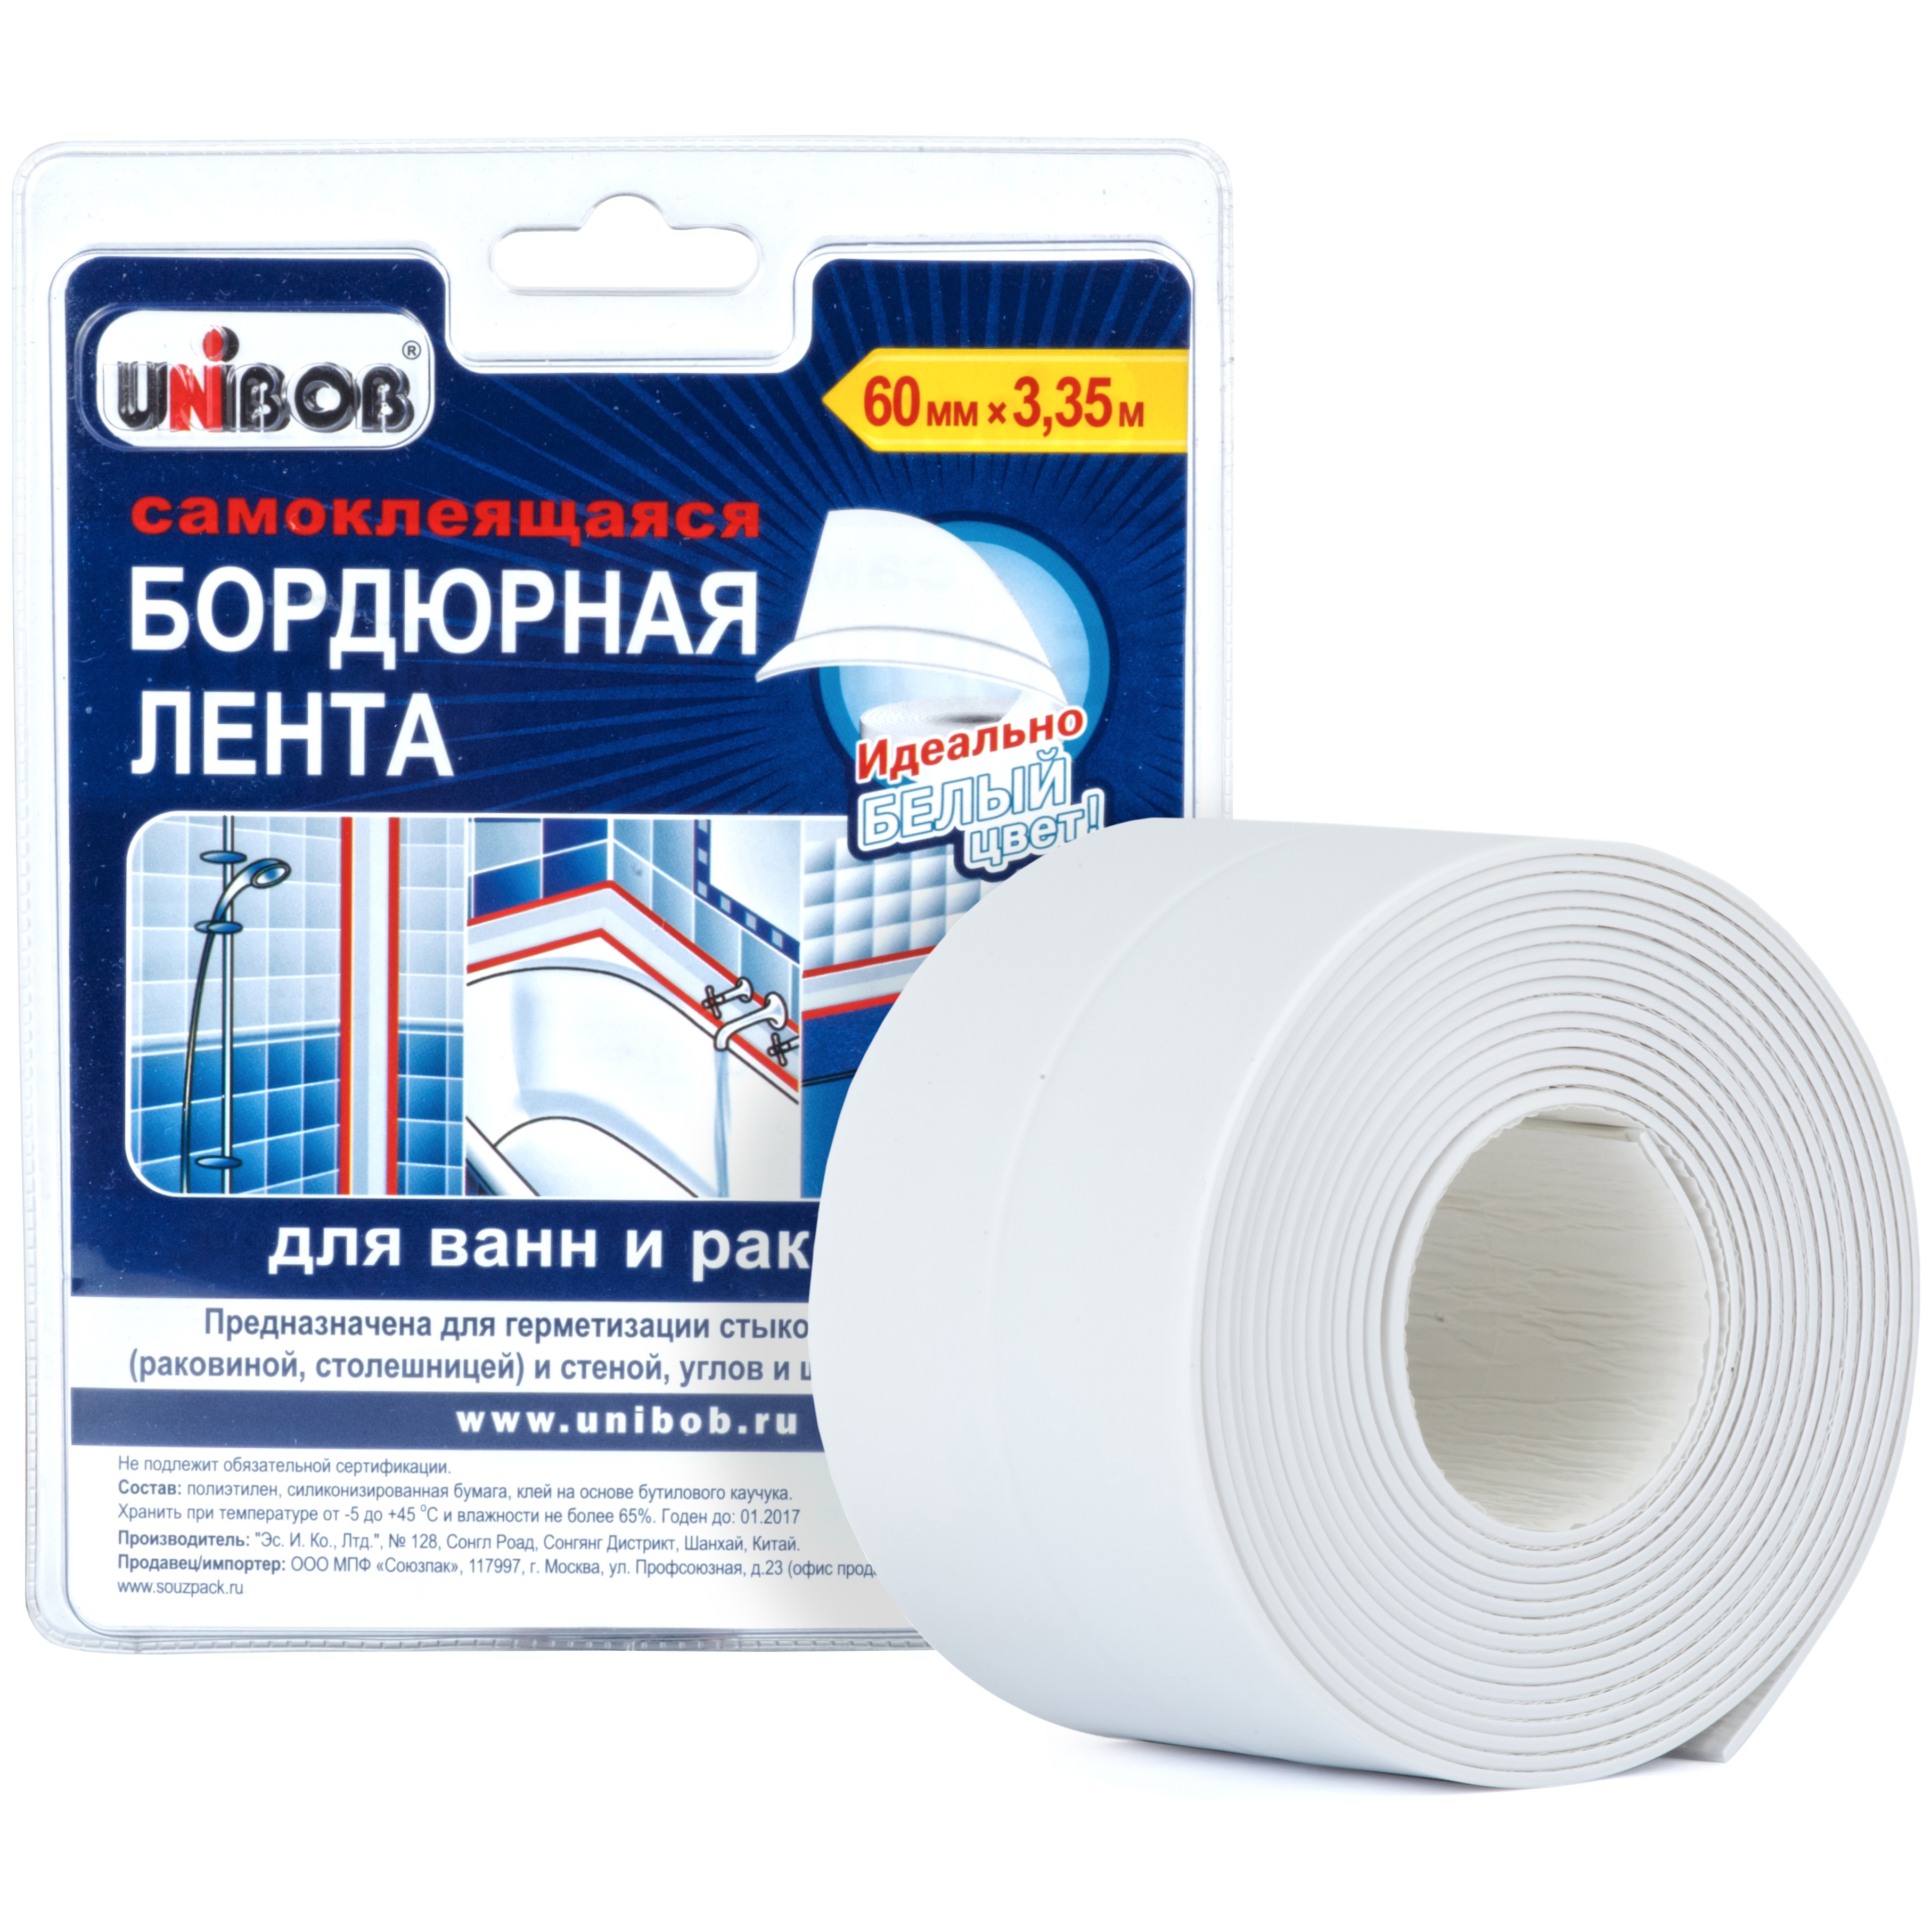 UNiBOB®
60 мм × 3,35 м
самоклеящаяся
БОРДЮРНАЯ
ЛЕНТА
Идеально
БЕЛЫЙ
цвет!
для ванн и рак
Предназначена для герметизации стыко
(раковиной, столешницей) и стеной, углов и
www.unibob.ru
Не подлежит обязательной сертификации.
Состав: полиэтилен, силиконизированная бумага, клей на основе бутилового каучука.
Хранить при температуре от -5 до +45 °С и влажности не более 65%. Годен до: 01.2017
Производитель: "Эс. И. Ко., Лтд.", № 128, Сонгл Роад, Сонгянг Дистрикт, Шанхай, Китай.
Продавец/импортер: ООО МПФ «Союзпак», 117997, г. Москва, ул. Профсоюзная, д.23 (офис прод
www.souzpack.ru